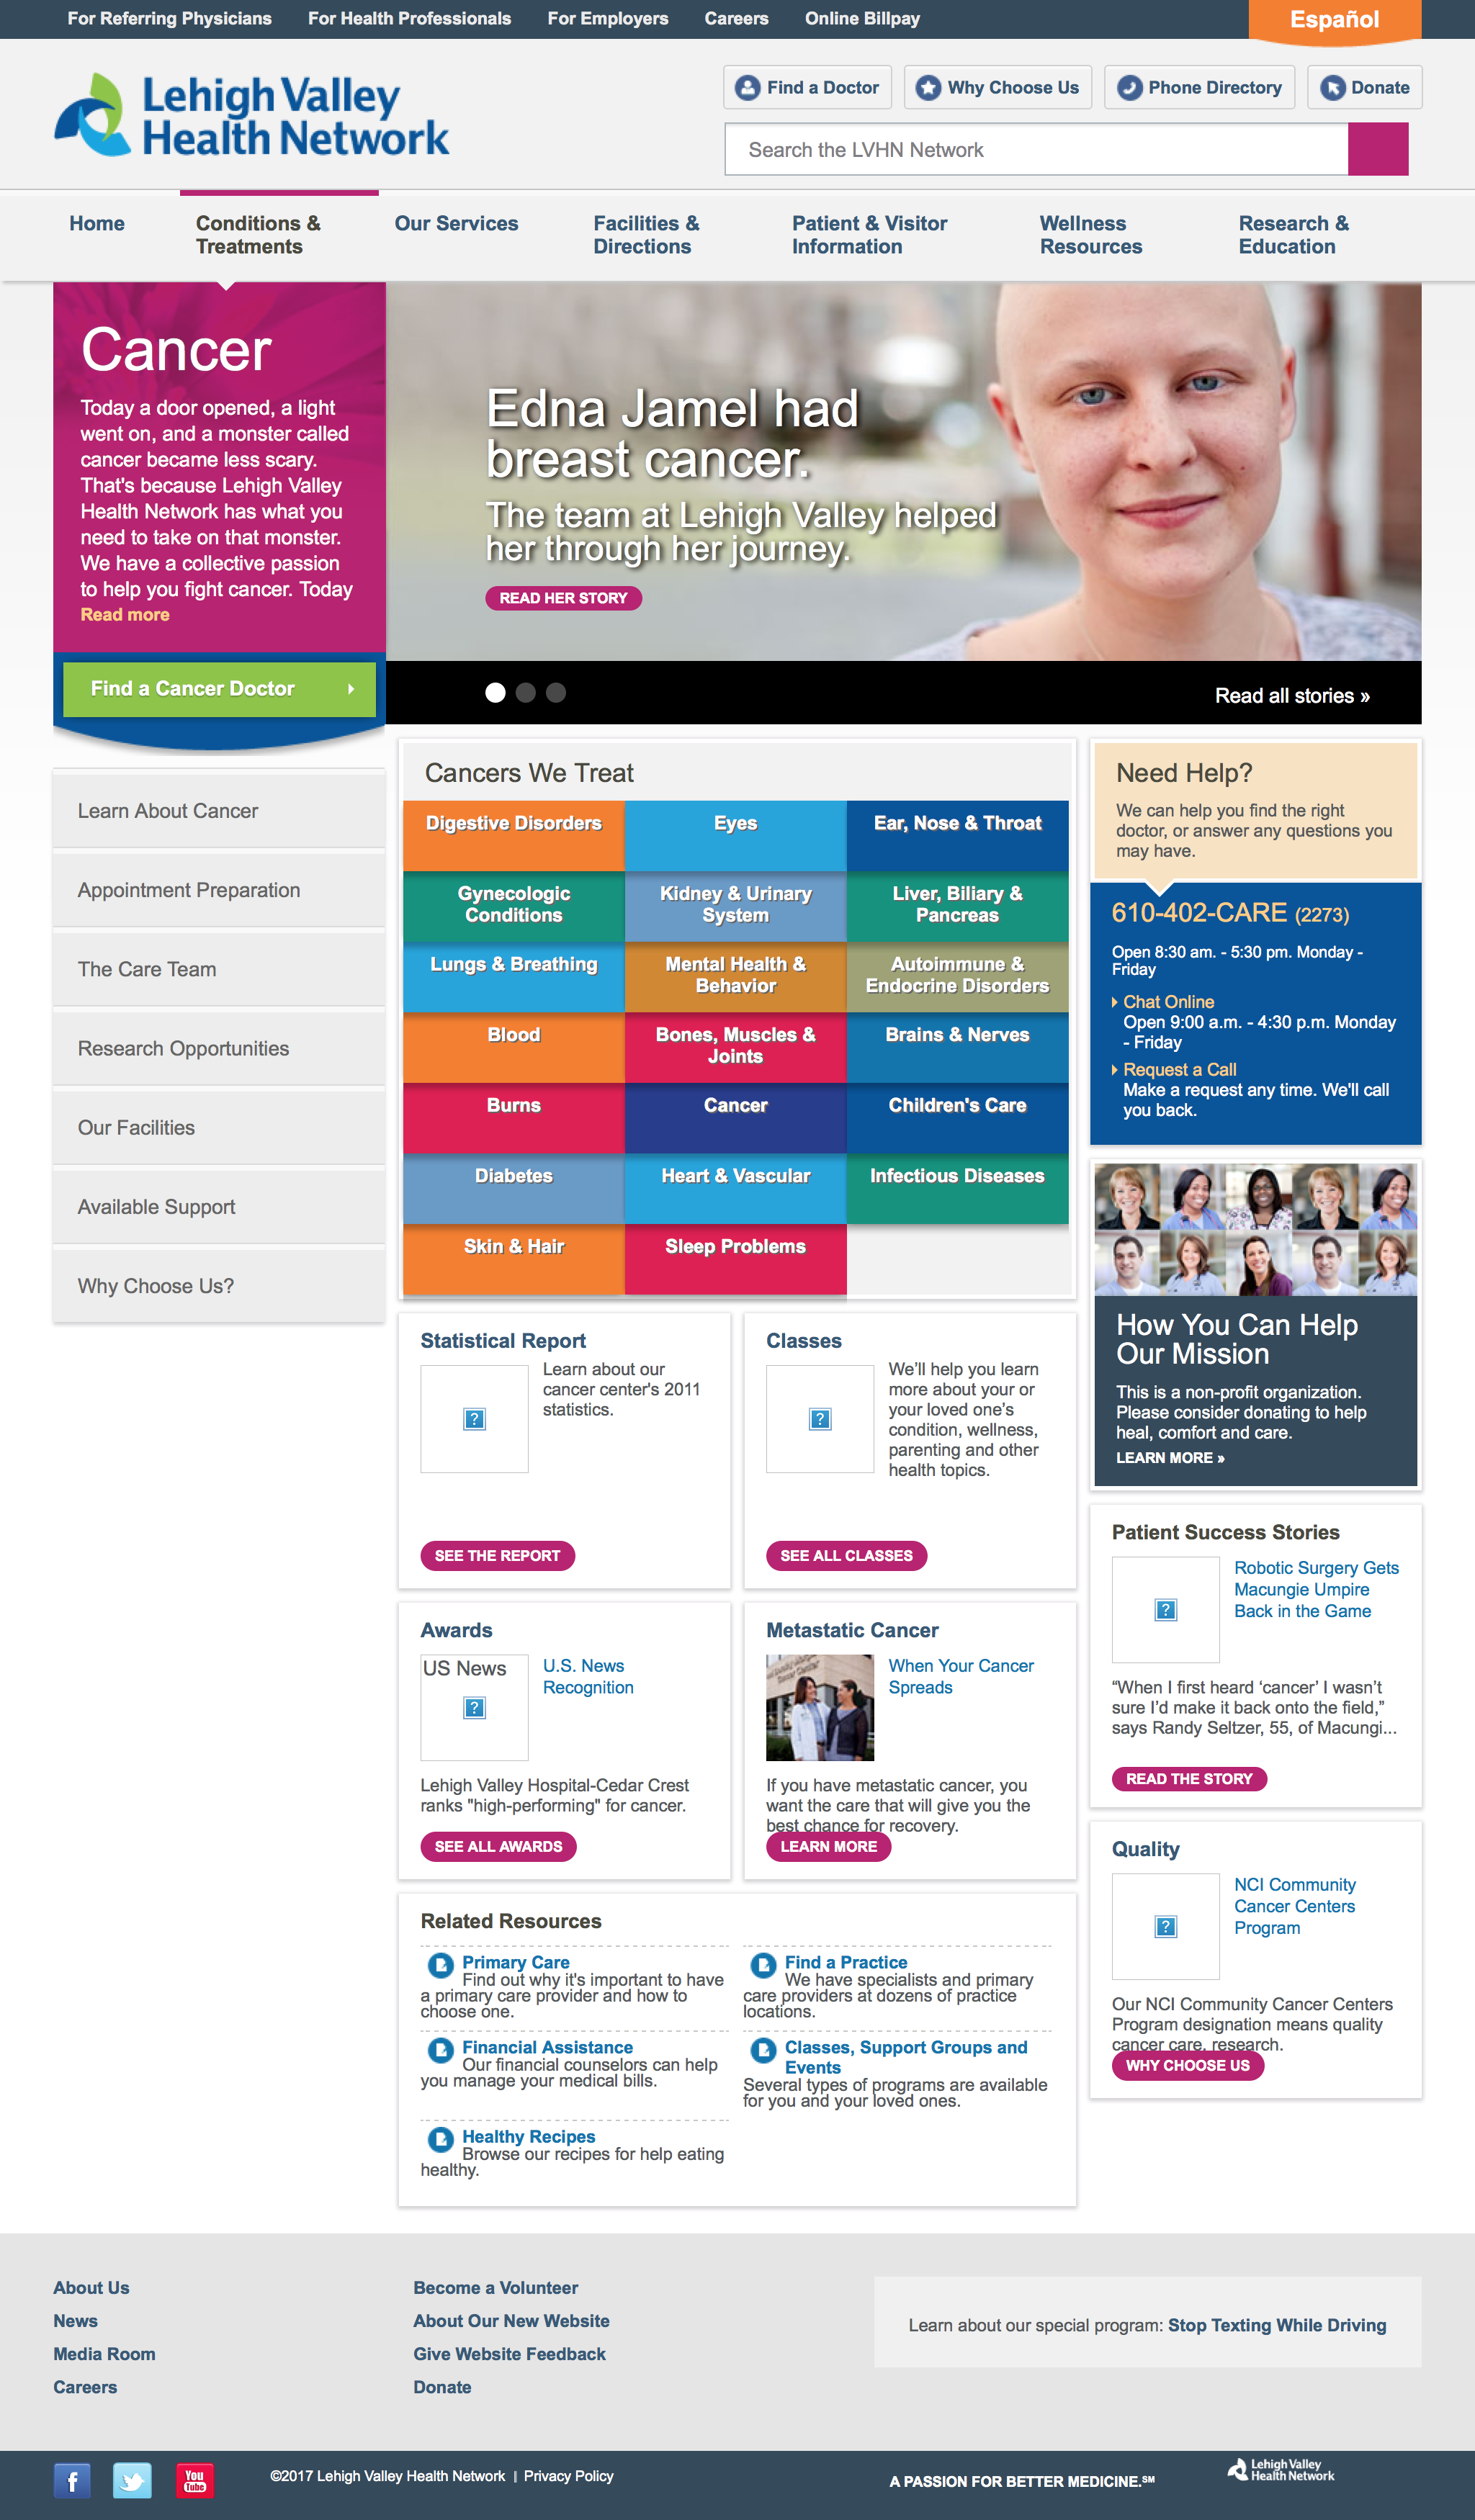 For Referring Physicians
For Health Professionals
For Employers
Careers
Online Billpay
Español
Lehigh Valley
Health Network
Find a Doctor
Why Choose Us
Phone Directory
Donate
Search the LVHN Network
Home
Conditions &
Treatments
Our Services
Facilities &
Directions
Patient & Visitor
Information
Wellness
Resources
Research &
Education
Cancer
Today a door opened, a light
went on, and a monster called
cancer became less scary.
That's because Lehigh Valley
Health Network has what you
need to take on that monster.
We have a collective passion
to help you fight cancer. Today
Read more
Find a Cancer Doctor
Edna Jamel had
breast cancer.
The team at Lehigh Valley helped
her through her journey.
READ HER STORY
Read all stories »
Learn About Cancer
Appointment Preparation
The Care Team
Research Opportunities
Our Facilities
Available Support
Why Choose Us?
Cancers We Treat
Digestive Disorders
Eyes
Ear, Nose & Throat
Gynecologic
Conditions
Kidney & Urinary
System
Liver, Biliary &
Pancreas
Lungs & Breathing
Mental Health &
Behavior
Autoimmune &
Endocrine Disorders
Blood
Bones, Muscles &
Joints
Brains & Nerves
Burns
Cancer
Children's Care
Diabetes
Heart & Vascular
Infectious Diseases
Skin & Hair
Sleep Problems
Need Help?
We can help you find the right
doctor, or answer any questions you
may have.
610-402-CARE (2273)
Open 8:30 am. - 5:30 pm. Monday -
Friday
Chat Online
Open 9:00 a.m. - 4:30 p.m. Monday
- Friday
Request a Call
Make a request any time. We'll call
you back.
How You Can Help
Our Mission
This is a non-profit organization.
Please consider donating to help
heal, comfort and care.
LEARN MORE »
Statistical Report
Learn about our
cancer center's 2011
statistics.
SEE THE REPORT
Classes
We’ll help you learn
more about your or
your loved one’s
condition, wellness,
parenting and other
health topics.
SEE ALL CLASSES
Patient Success Stories
Robotic Surgery Gets
Macungie Umpire
Back in the Game
“When I first heard ‘cancer’ I wasn’t
sure I’d make it back onto the field,”
says Randy Seltzer, 55, of Macungi...
READ THE STORY
Awards
US News
U.S. News
Recognition
Lehigh Valley Hospital-Cedar Crest
ranks "high-performing" for cancer.
SEE ALL AWARDS
Metastatic Cancer
When Your Cancer
Spreads
If you have metastatic cancer, you
want the care that will give you the
best chance for recovery.
LEARN MORE
Quality
NCI Community
Cancer Centers
Program
Our NCI Community Cancer Centers
Program designation means quality
cancer care, research.
WHY CHOOSE US
Related Resources
Primary Care
Find out why it's important to have
a primary care provider and how to
choose one.
Find a Practice
We have specialists and primary
care providers at dozens of practice
locations.
Financial Assistance
Our financial counselors can help
you manage your medical bills.
Classes, Support Groups and
Events
Several types of programs are available
for you and your loved ones.
Healthy Recipes
Browse our recipes for help eating
healthy.
About Us
News
Media Room
Careers
Become a Volunteer
About Our New Website
Give Website Feedback
Donate
Learn about our special program: Stop Texting While Driving
You
Tube
©2017 Lehigh Valley Health Network | Privacy Policy
A PASSION FOR BETTER MEDICINE.℠
Lehigh Valley
Health Network